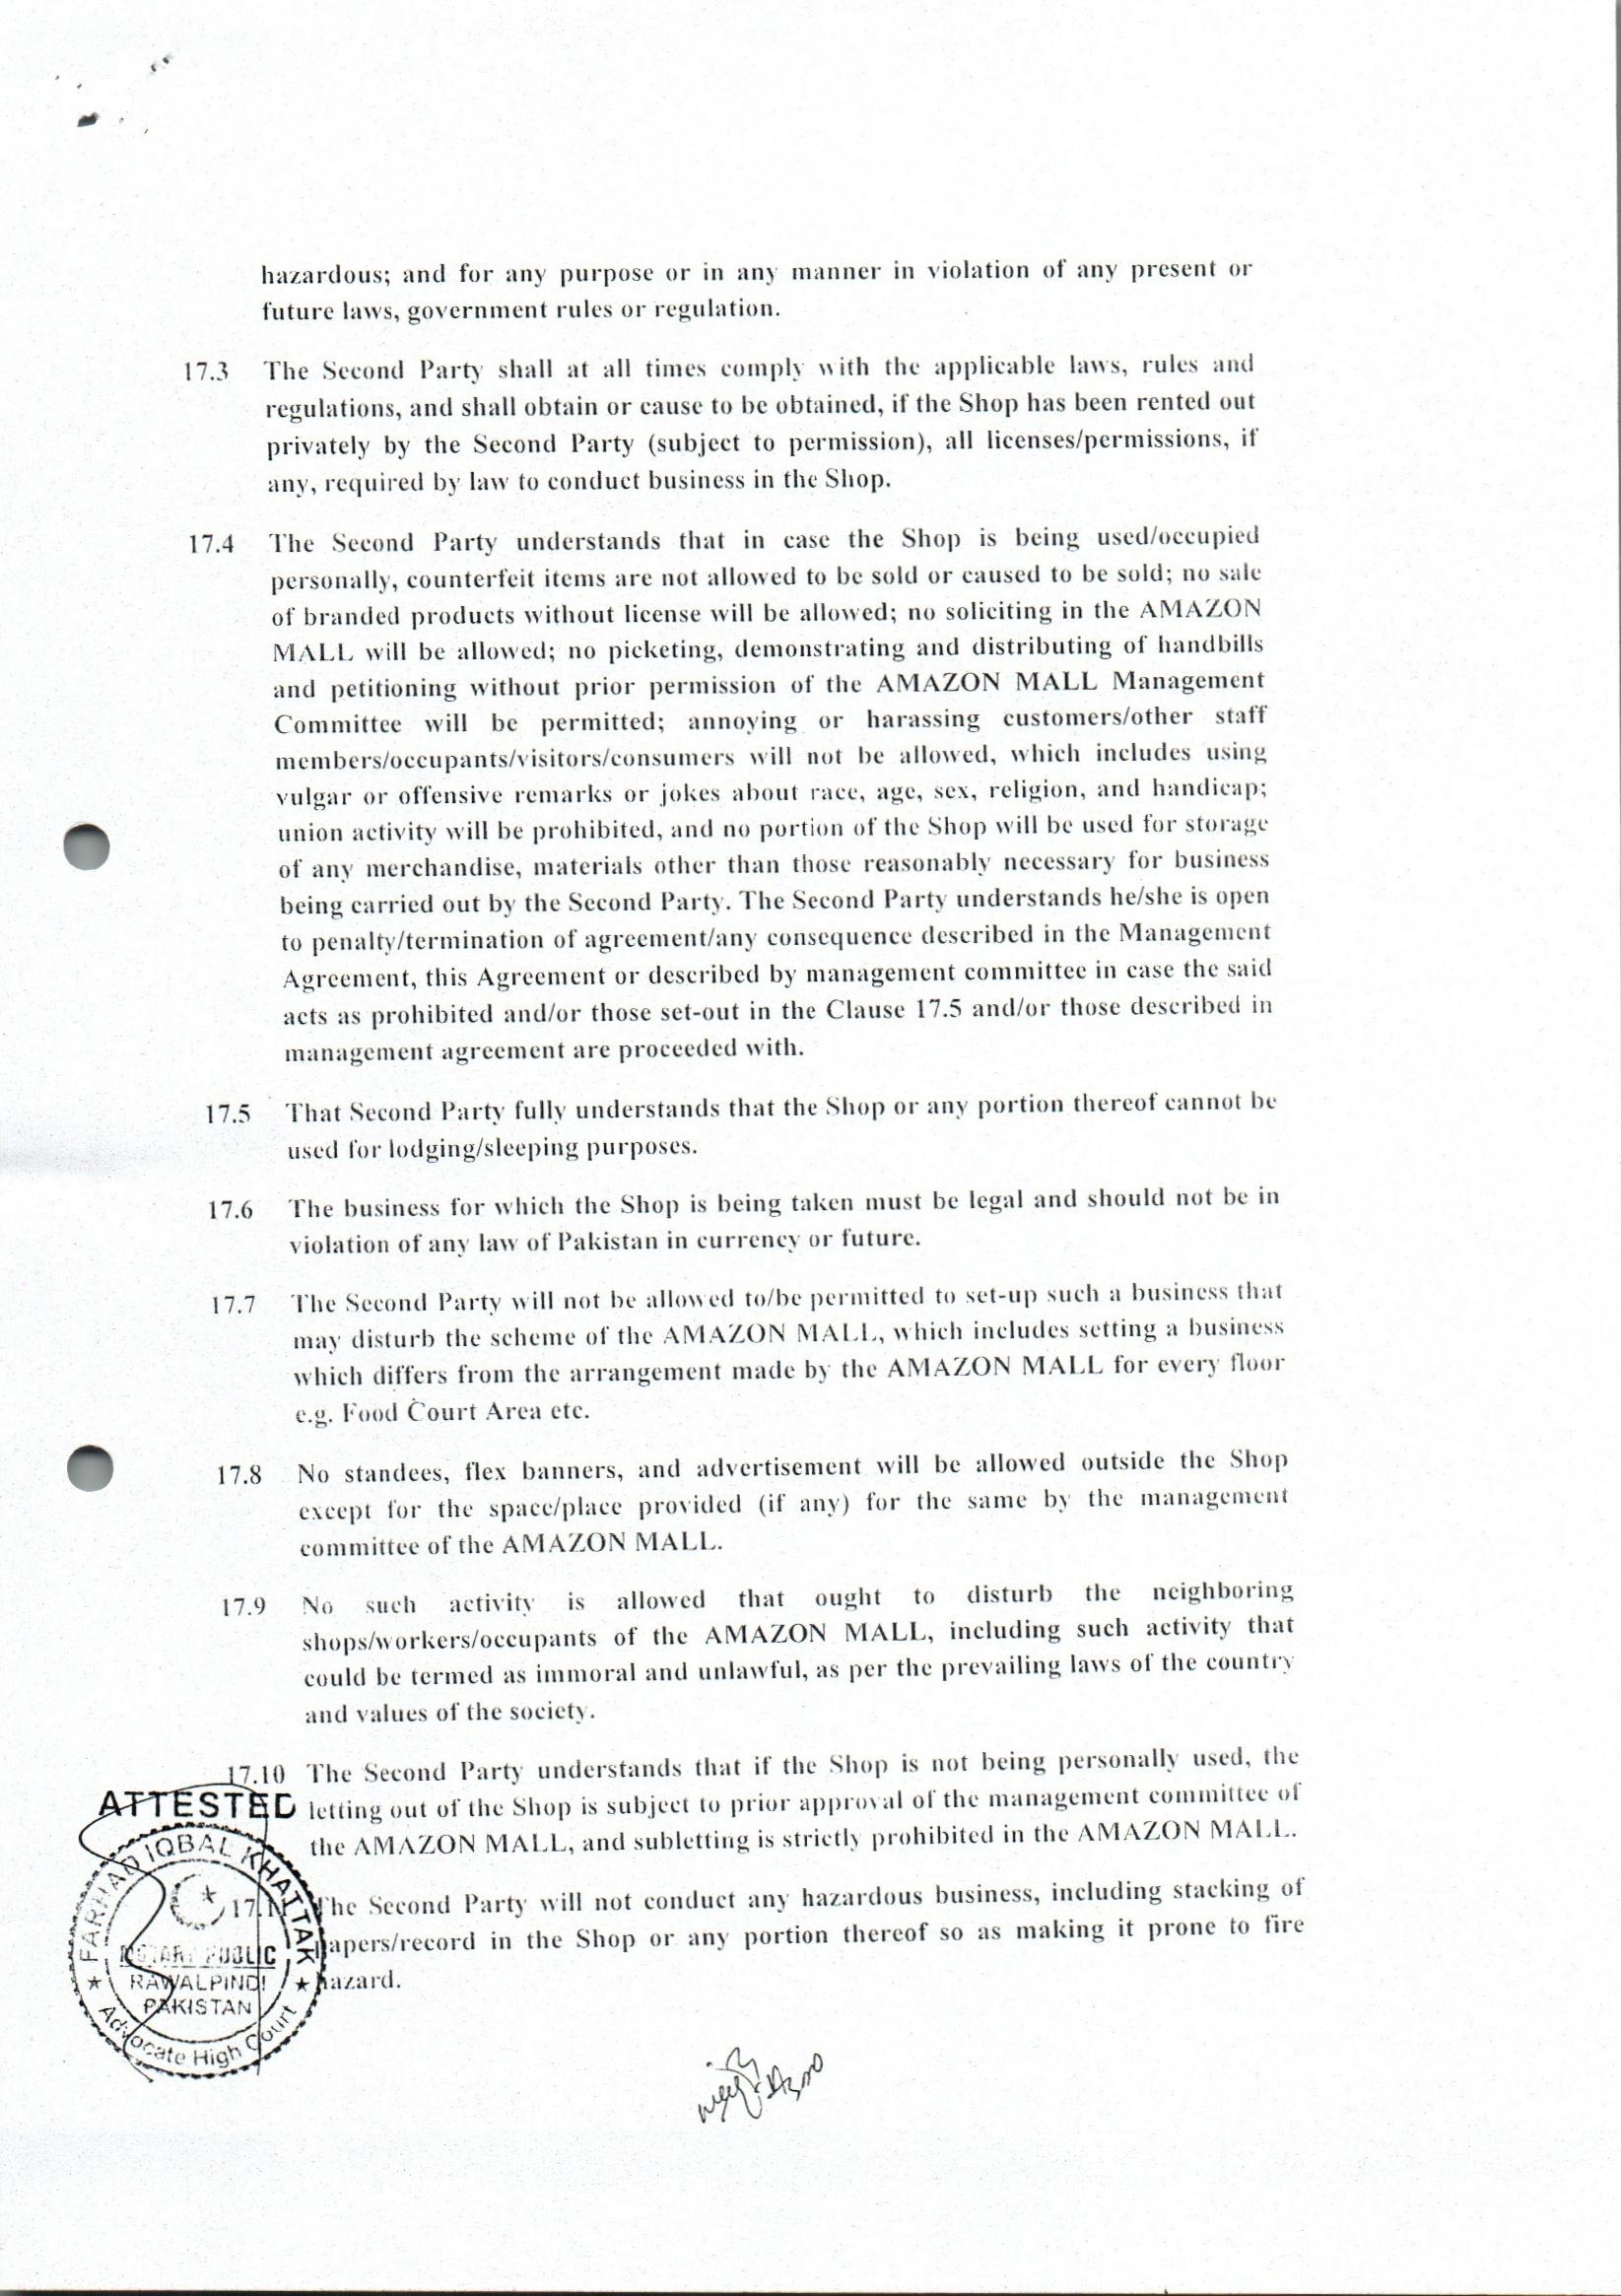 hazardous; and for any purpose or in any manner in violation of any present or
future laws, government rules or regulation.
17.3 The Second Party shall at all times comply with the applicable laws, rules and
regulations, and shall obtain or cause to be obtained, if the Shop has been rented out
privately by the Second Party (subject to permission), all licenses/permissions, if
any, required by law to conduct business in the Shop.
17.4 The Second Party understands that in case the Shop is being used/occupied
personally, counterfeit items are not allowed to be sold or caused to be sold; no sale
of branded products without license will be allowed; no soliciting in the AMAZON
MALL will be allowed; no picketing, demonstrating and distributing of handbills
and petitioning without prior permission of the AMAZON MALL Management
Committee will be permitted; annoying or harassing customers/other staff
members/occupants/visitors/consumers will not be allowed, which includes using
vulgar or offensive remarks or jokes about race, age, sex, religion, and handicap;
union activity will be prohibited, and no portion of the Shop will be used for storage
of any merchandise, materials other than those reasonably necessary for business
being carried out by the Second Party. The Second Party understands he/she is open
to penalty/termination of agreement/any consequence described in the Management
Agreement, this Agreement or described by management committee in case the said
acts as prohibited and/or those set-out in the Clause 17.5 and/or those described in
management agreement are proceeded with.
17.5 That Second Party fully understands that the Shop or any portion thereof cannot be
used for lodging/sleeping purposes.
17.6 The business for which the Shop is being taken must be legal and should not be in
violation of any law of Pakistan in currency or future.
17.7 The Second Party will not be allowed to/be permitted to set-up such a business that
may disturb the scheme of the AMAZON MALL, which includes setting a business
which differs from the arrangement made by the AMAZON MALL for every floor
e.g. Food Court Area etc.
17.8 No standees, flex banners, and advertisement will be allowed outside the Shop
except for the space/place provided (if any) for the same by the management
committee of the AMAZON MALL.
17.9 No such activity is allowed that ought to disturb the neighboring
shops/workers/occupants of the AMAZON MALL, including such activity that
could be termed as immoral and unlawful, as per the prevailing laws of the country
and values of the society.
17.10 The Second Party understands that if the Shop is not being personally used, the
letting out of the Shop is subject to prior approval of the management committee of
the AMAZON MALL, and subletting is strictly prohibited in the AMAZON MALL.
17.11 The Second Party will not conduct any hazardous business, including stacking of
papers/record in the Shop or any portion thereof so as making it prone to fire
hazard.
ATTESTED
FARHAD IQBAL KHATTAK
NOTARY PUBLIC
RAWALPINDI
PAKISTAN
Advocate High Court